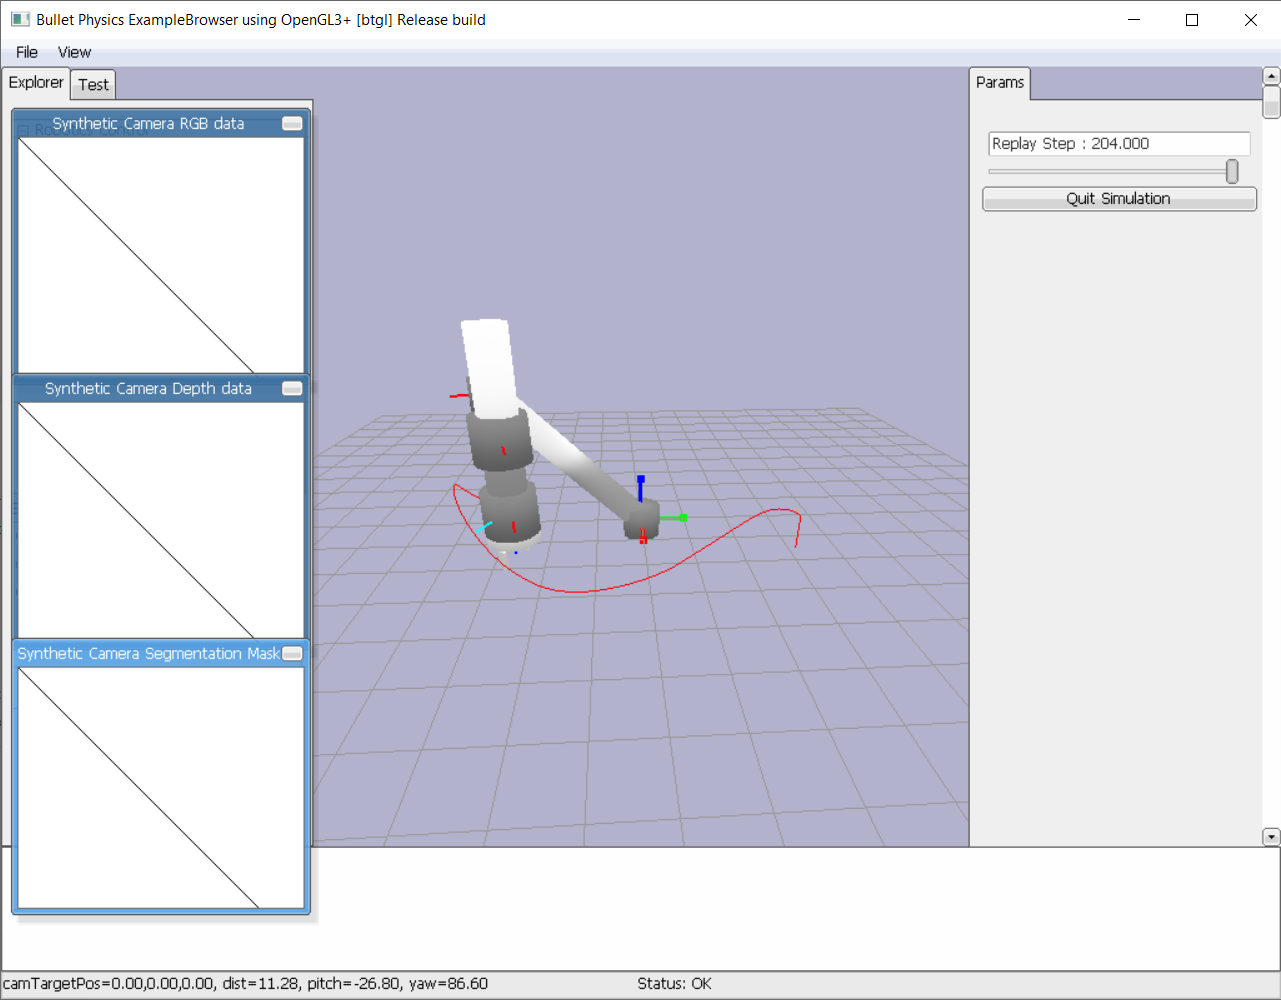 Bullet Physics ExampleBrowser using OpenGL3+ [btgl] Release build
File View
Explorer Test
Params
Synthetic Camera RGB data
Robotics Control
Replay Step : 204.000
Quit Simulation
Synthetic Camera Depth data
Synthetic Camera Segmentation Mask
camTargetPos=0.00,0.00,0.00, dist=11.28, pitch=-26.80, yaw=86.60
Status: OK